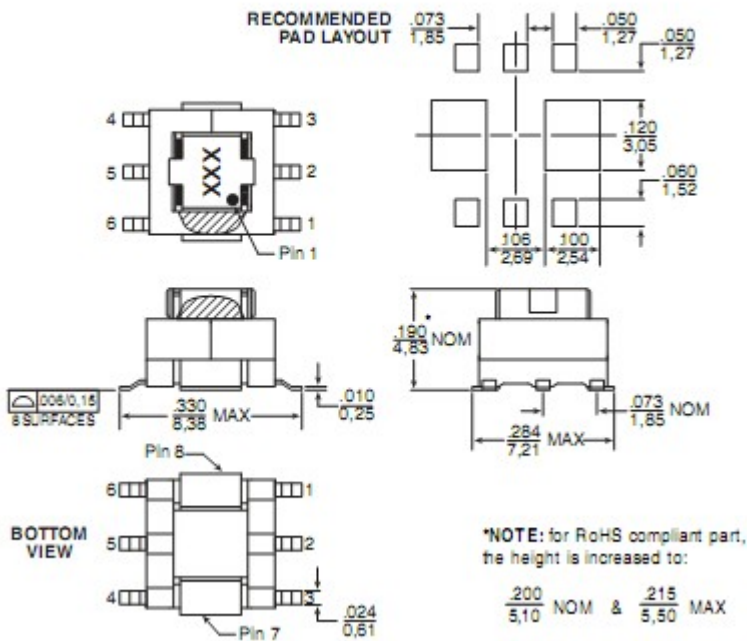 RECOMMENDED
PAD LAYOUT
.073
1,85
.050
1,27
.050
1,27
4
3
XXX
5
2
6
1
Pin 1
.120
3,05
.060
1,52
.106
2,69
.100
2,54
.190
4,83
* NOM
.006/0,15
8 SURFACES
.330
8,38
MAX
.010
0,25
.284
7,21
MAX
.073
1,85
NOM
Pin 8
6
1
BOTTOM
VIEW
5
2
4
3
Pin 7
.024
0,61
*NOTE: for RoHS compliant part,
the height is increased to:
.200
5,10
NOM &
.215
5,50
MAX